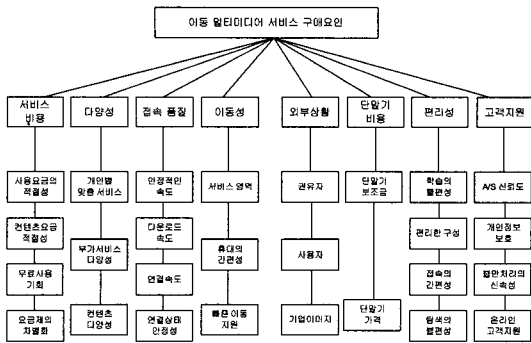 이동 멀티미디어 서비스 구매요인
서비스
비용
다양성
접속 품질
이동성
외부상황
단말기
비용
편리성
고객지원
사용요금의
적절성
개인별
맞춤 서비스
안정적인
속도
서비스 영역
권유자
단말기
보조금
학습의
불편성
A/S 신뢰도
컨텐츠요금
적절성
부가서비스
다양성
다운로드
속도
휴대의
간편성
사용자
편리한 구성
개인정보
보호
무료사용
기회
연결속도
접속의
간편성
불만처리의
신속성
요금제의
차별화
컨텐츠
다양성
연결상태
안정성
빠른 이동
지원
기업이미지
단말기
가격
탐색의
불편성
온라인
고객지원